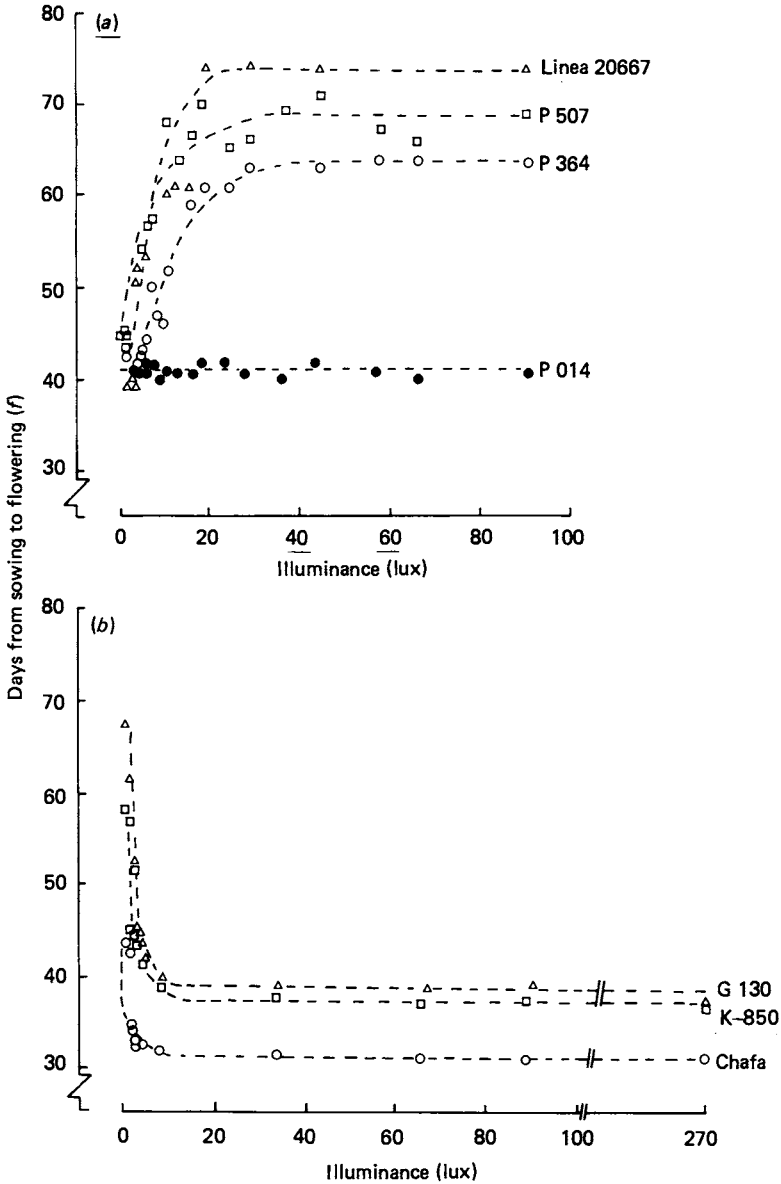 Days from sowing to flowering (f)
(a)
80
70
60
50
40
30
Linea 20667
P 507
P 364
P 014
0 20 40 60 80 100
Illuminance (lux)
(b)
80
70
60
50
40
30
G 130
K-850
Chafa
0 20 40 60 80 100 270
Illuminance (lux)